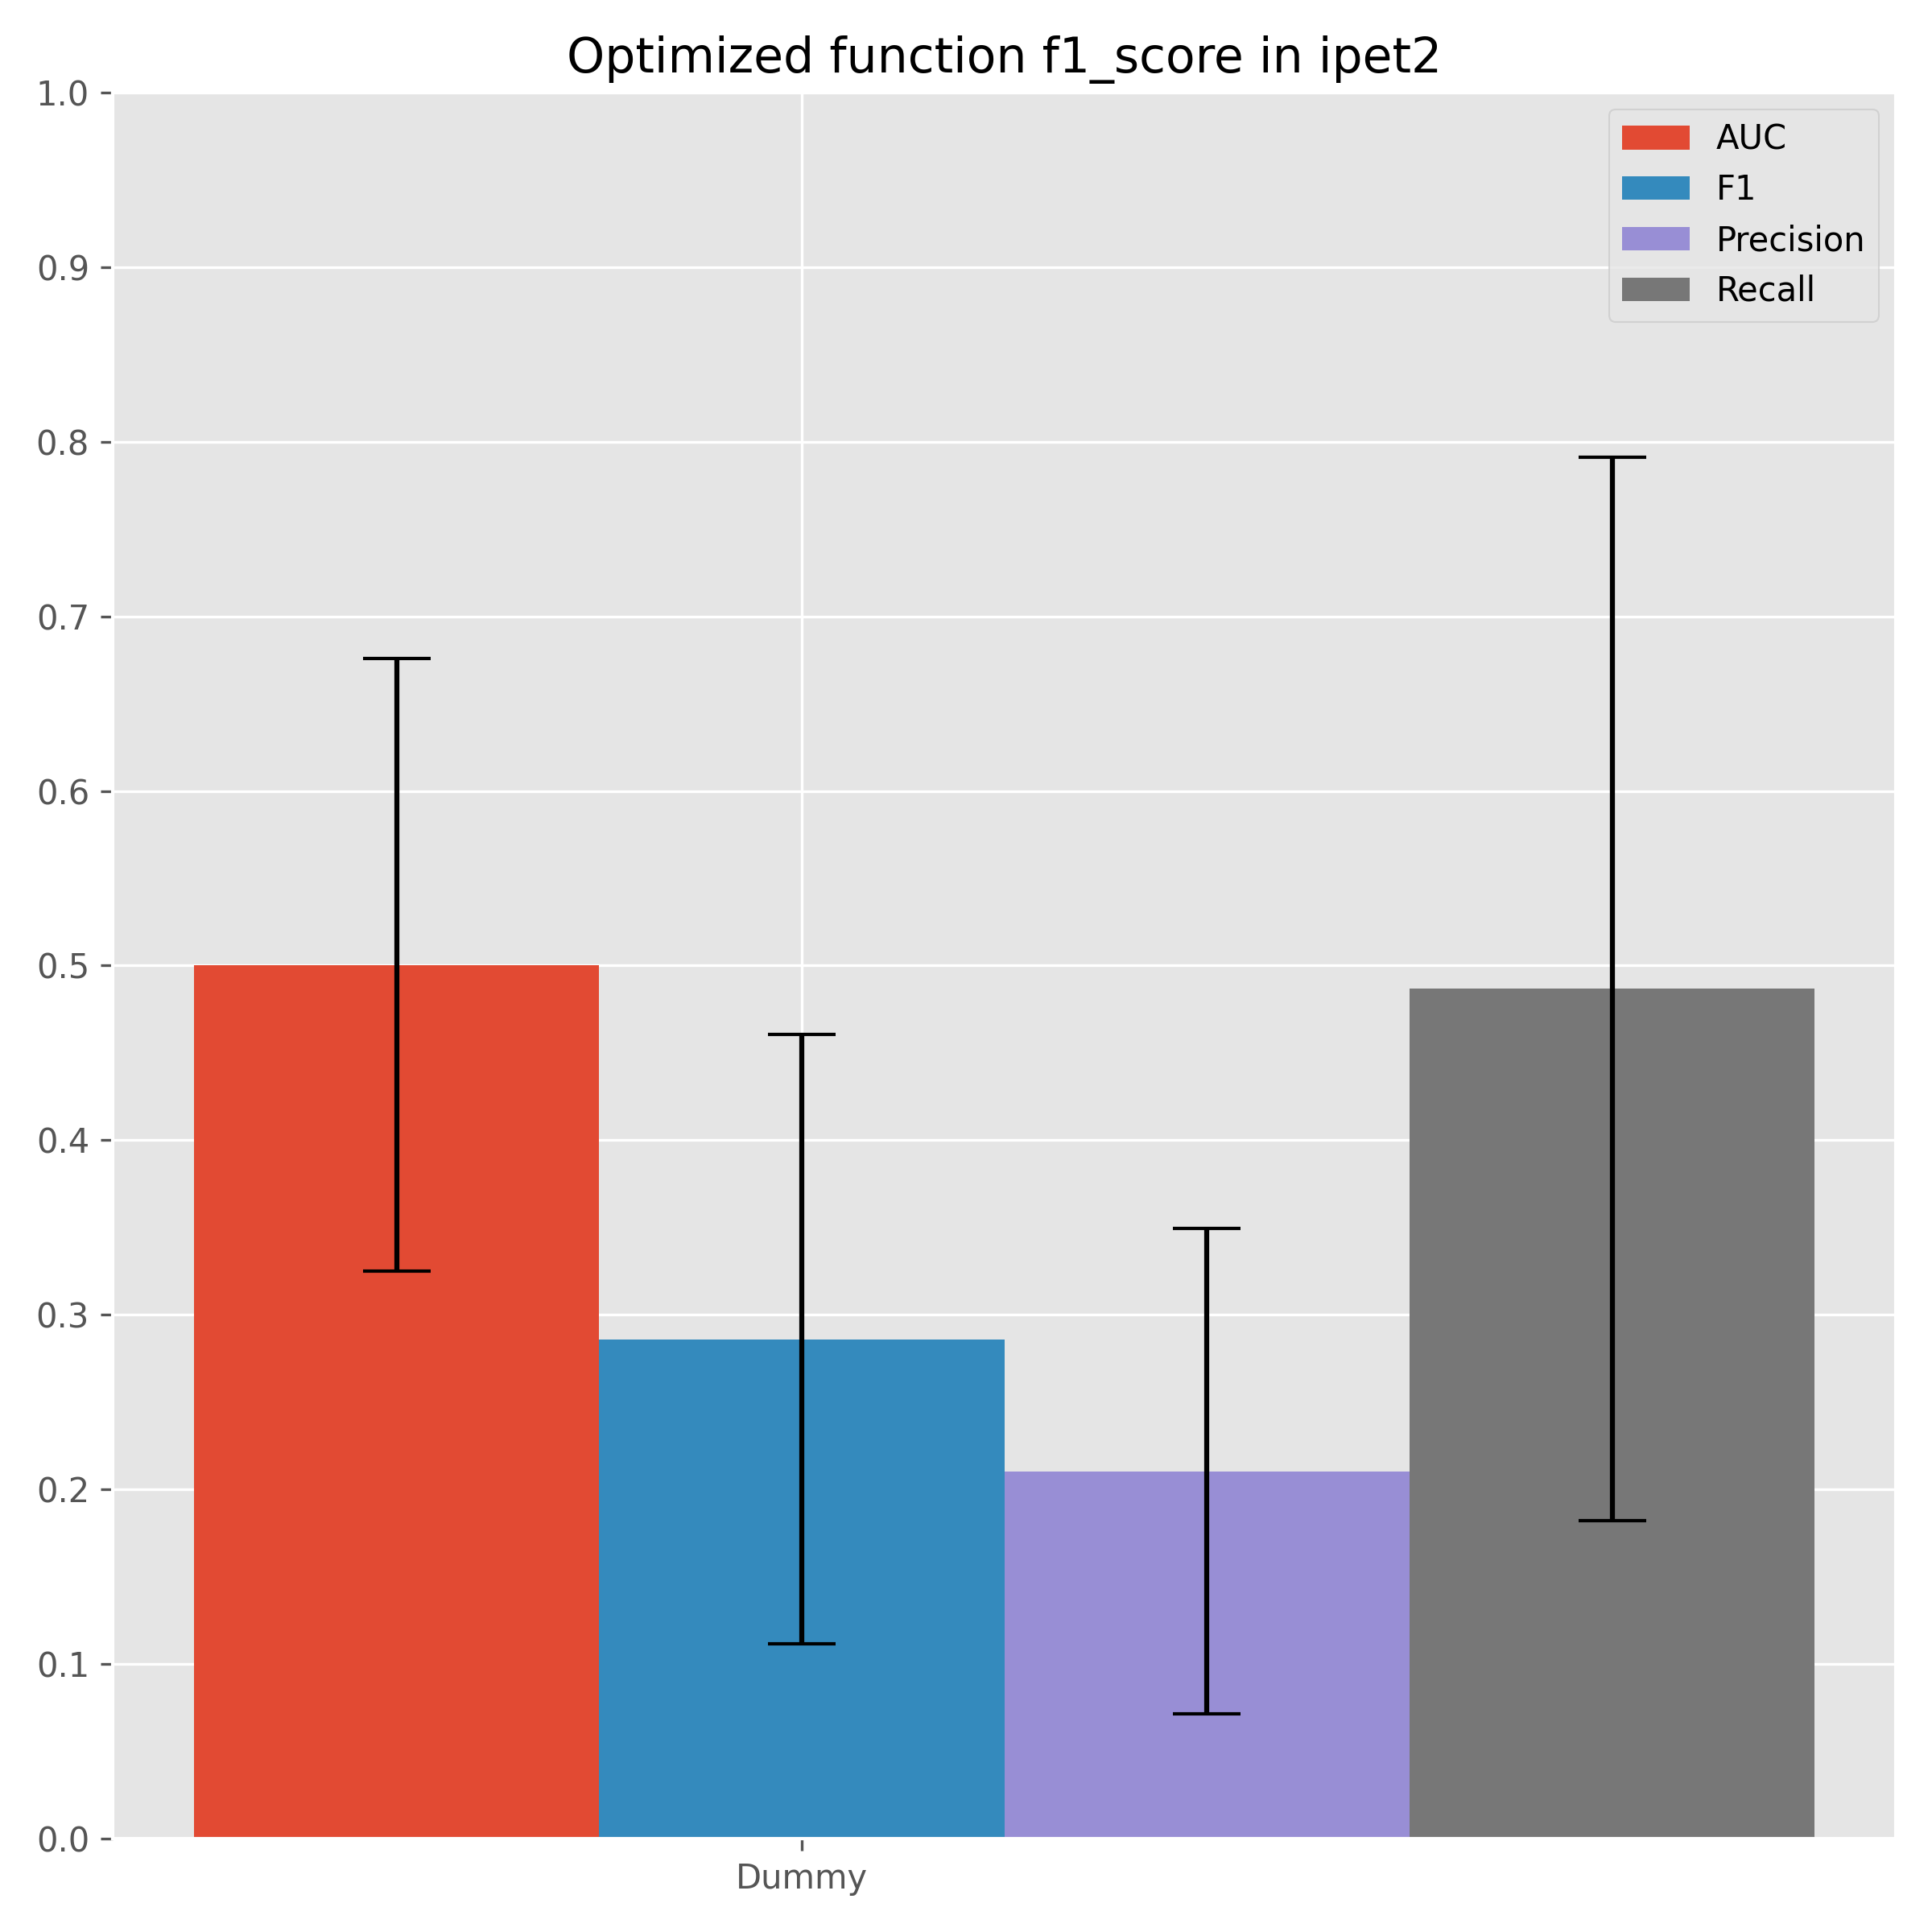 Optimized function f1_score in ipet2
AUC
F1
Precision
Recall
1.0
0.9
0.8
0.7
0.6
0.5
0.4
0.3
0.2
0.1
0.0
Dummy